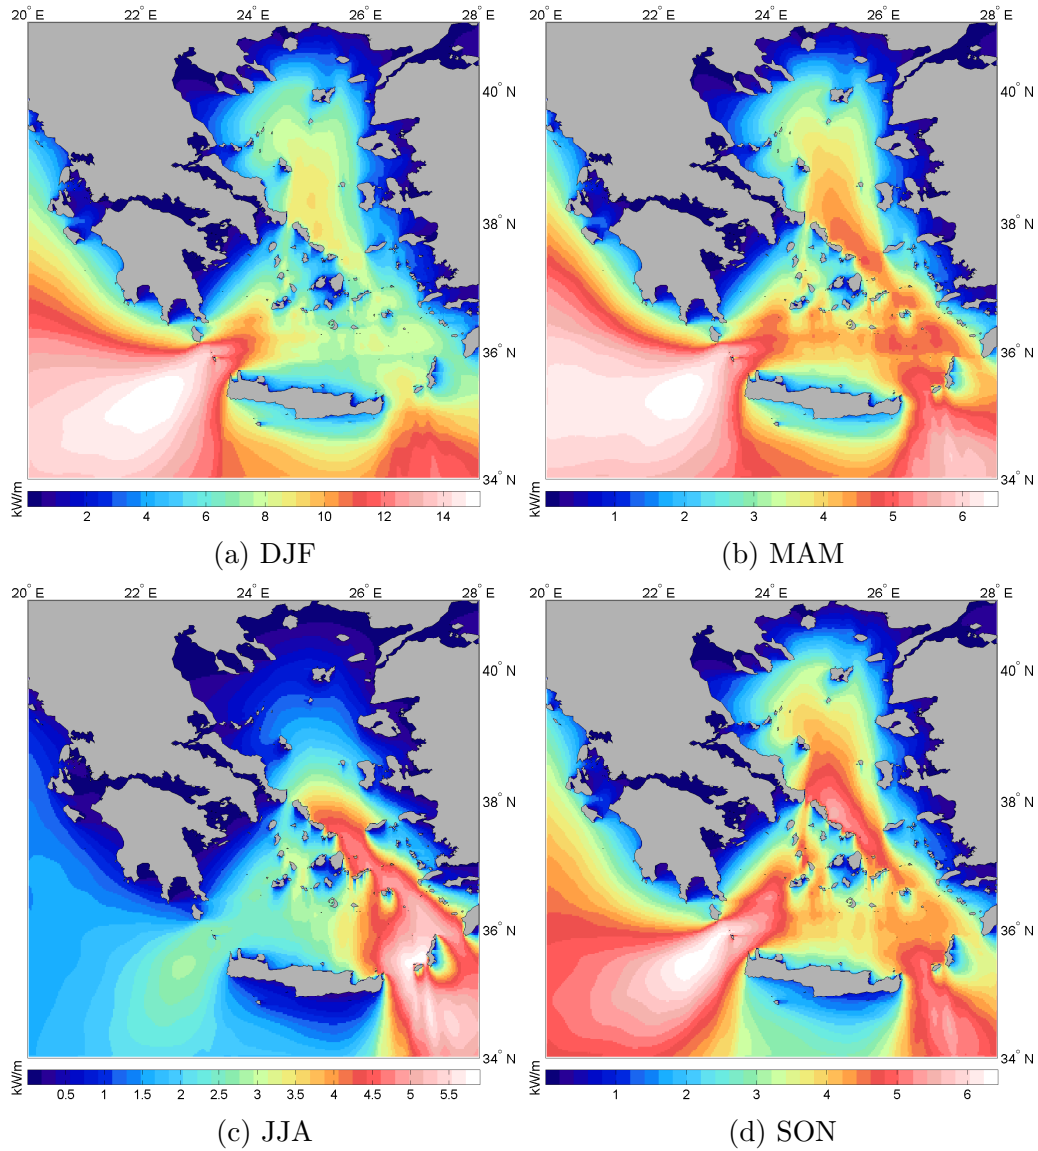 20° 22° E 24° 26° 28° E
40° N
38° N
36° N
34° N
kW/m
2 4 6 8 10 12 14
(a) DJF
20° 22° E 24° 26° 28° E
40° N
38° N
36° N
34° N
kW/m
1 2 3 4 5 6
(b) MAM
20° 22° E 24° 26° 28° E
40° N
38° N
36° N
34° N
kW/m
0.5 1 1.5 2 2.5 3 3.5 4 4.5 5 5.5
(c) JJA
20° 22° E 24° 26° 28° E
40° N
38° N
36° N
34° N
kW/m
1 2 3 4 5 6
(d) SON